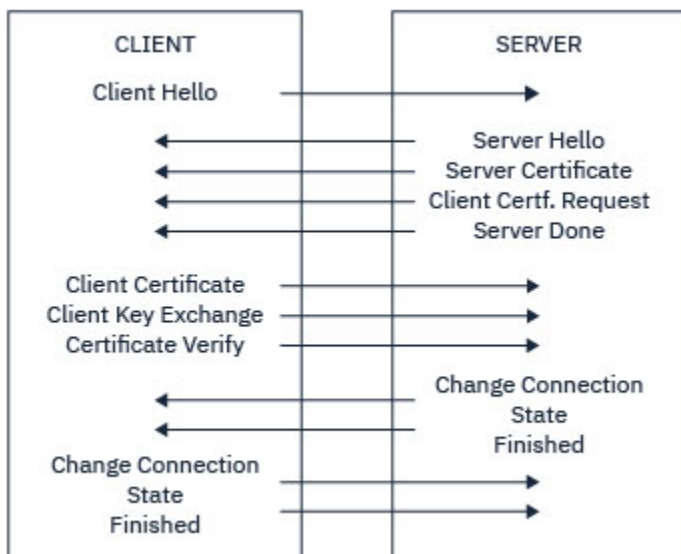 CLIENT
SERVER
Client Hello
Server Hello
Server Certificate
Client Certf. Request
Server Done
Client Certificate
Client Key Exchange
Certificate Verify
Change Connection
State
Finished
Change Connection
State
Finished